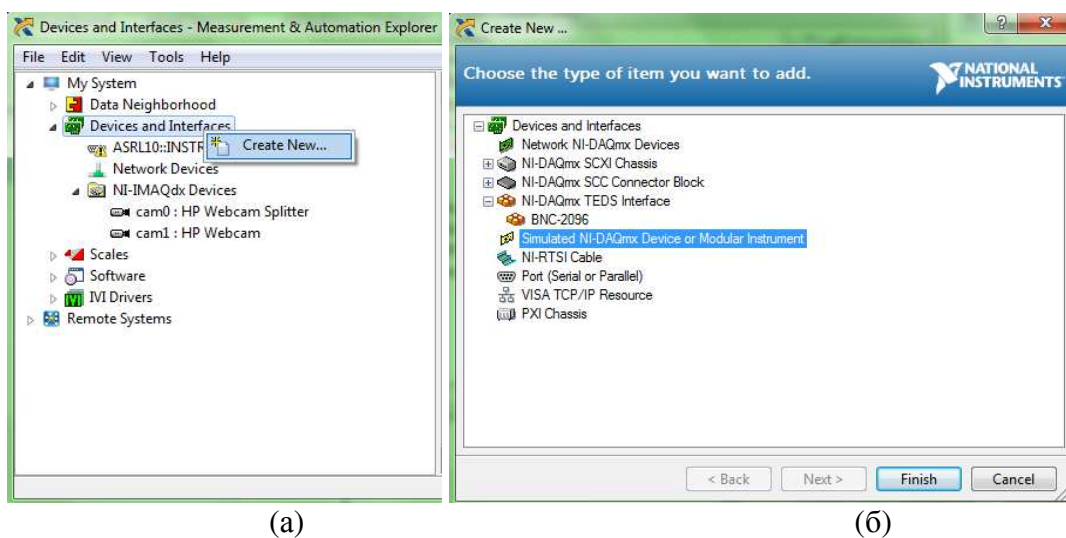 Devices and Interfaces - Measurement & Automation Explorer
File Edit View Tools Help
My System
Data Neighborhood
Devices and Interfaces
ASRL10::INSTR
Create New...
Network Devices
NI-IMAQdx Devices
cam0 : HP Webcam Splitter
cam1 : HP Webcam
Scales
Software
IVI Drivers
Remote Systems
(а)
Create New ...
Choose the type of item you want to add.
NATIONAL
INSTRUMENTS
Devices and Interfaces
Network NI-DAQmx Devices
NI-DAQmx SCXI Chassis
NI-DAQmx SCC Connector Block
NI-DAQmx TEDS Interface
BNC-2096
Simulated NI-DAQmx Device or Modular Instrument
NI-RTSI Cable
Port (Serial or Parallel)
VISA TCP/IP Resource
PXI Chassis
< Back Next > Finish Cancel
(б)